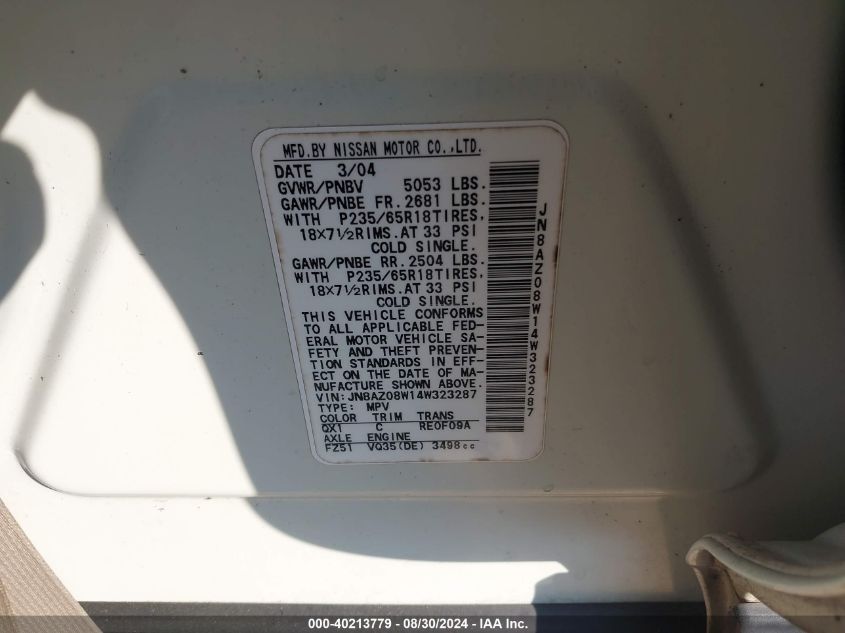 MFD.BY NISSAN MOTOR CO.,LTD.
DATE 3/04
GVWR/PNBV 5053 LBS.
GAWR/PNBE FR.2681 LBS.
WITH P235/65R18TIRES,
18X7½RIMS.AT 33 PSI
COLD SINGLE.
GAWR/PNBE RR.2504 LBS.
WITH P235/65R18TIRES,
18X7½RIMS.AT 33 PSI
COLD SINGLE.
THIS VEHICLE CONFORMS
TO ALL APPLICABLE FED-
ERAL MOTOR VEHICLE SA-
FETY AND THEFT PREVEN-
TION STANDARDS IN EFF-
ECT ON THE DATE OF MA-
NUFACTURE SHOWN ABOVE.
VIN:JN8AZ08W14W323287
TYPE: MPV
COLOR TRIM TRANS
QX1 C RE0F09A
AXLE ENGINE
FZ51 VQ35(DE) 3498cc
JN8AZ08W14W323287
000-40213779 - 08/30/2024 - IAA Inc.